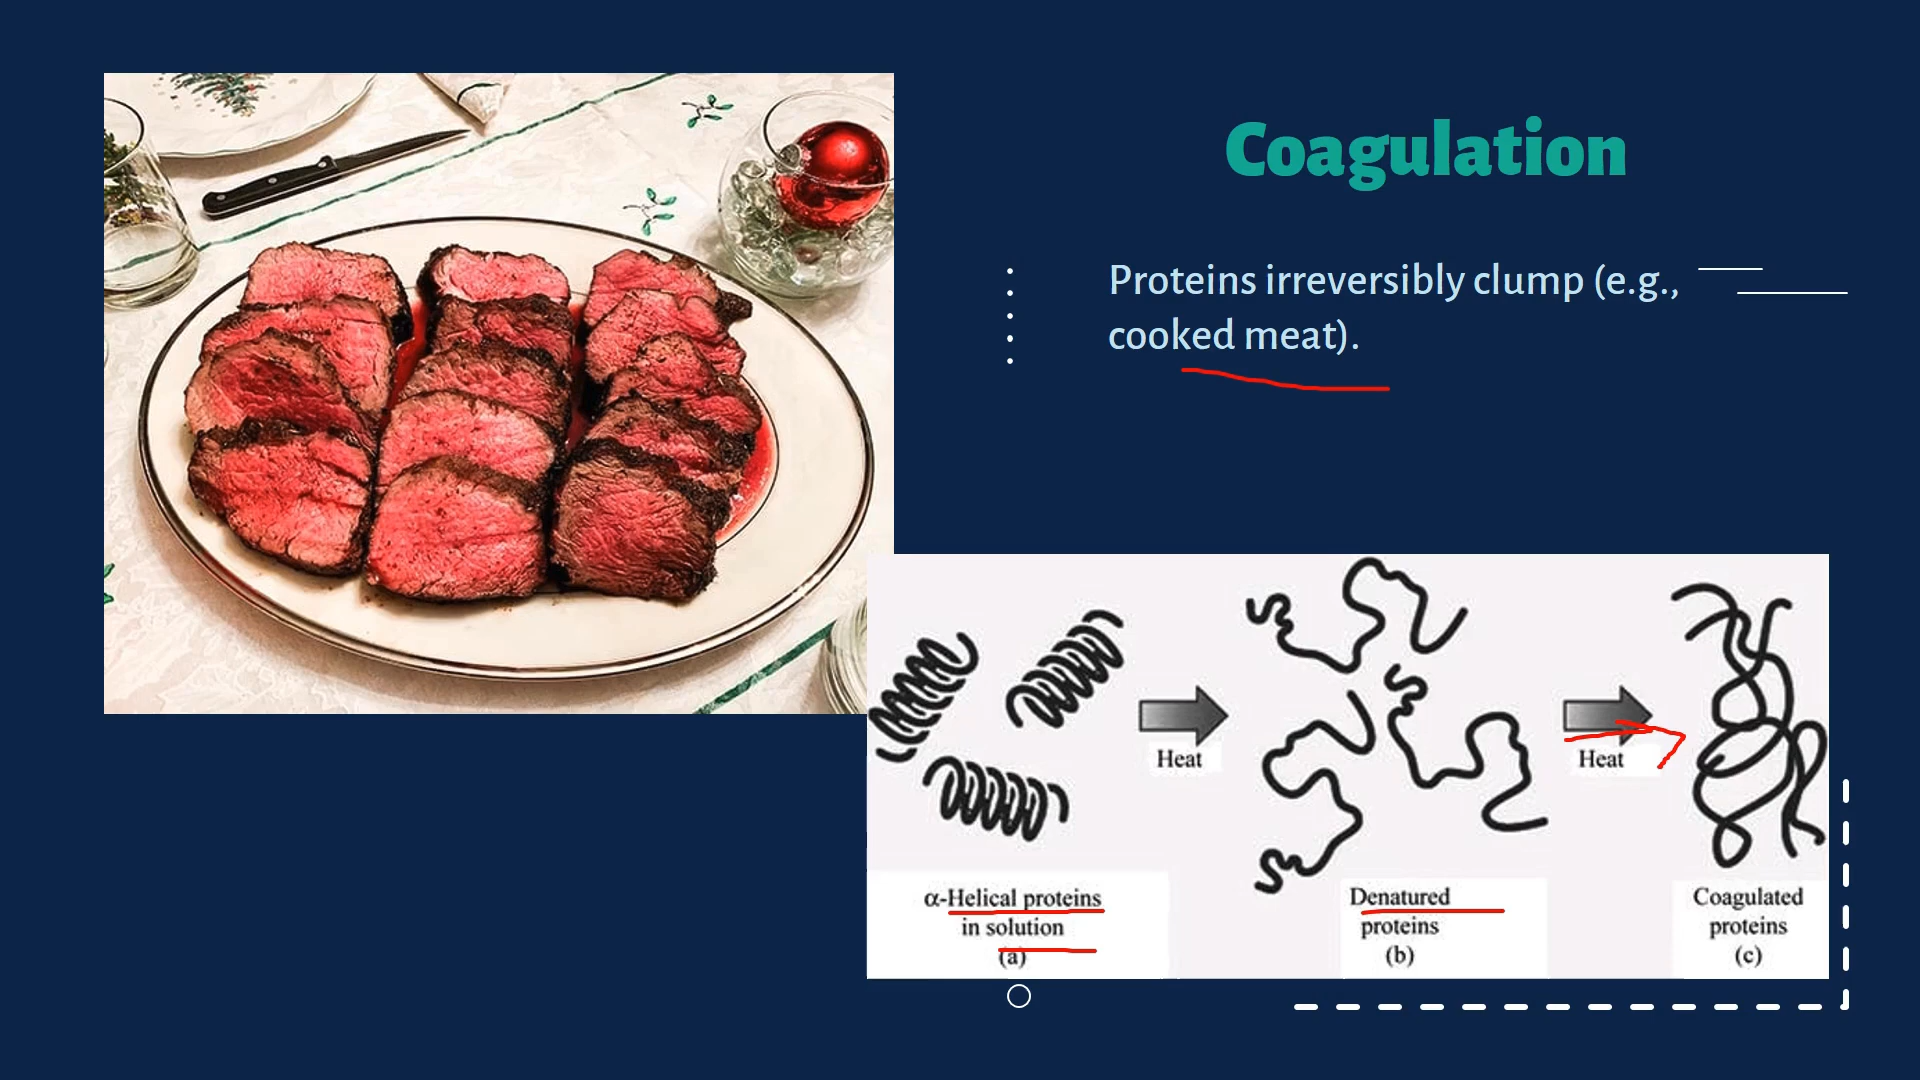 Coagulation
Proteins irreversibly clump (e.g.,
cooked meat).
Heat
Heat
α-Helical proteins
in solution
(a)
Denatured
proteins
(b)
Coagulated
proteins
(c)